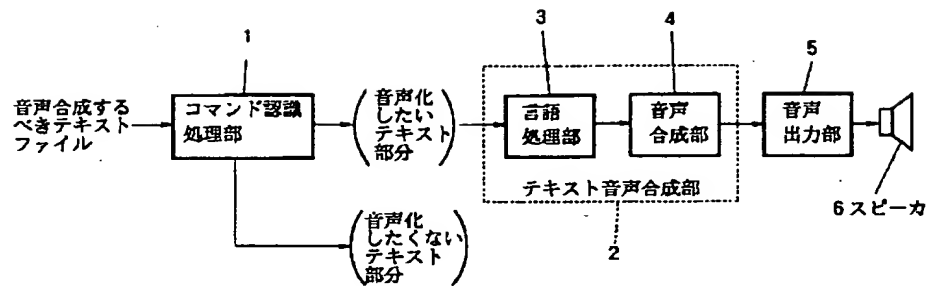 1
3
4
5
音声合成する
べきテキスト
ファイル
コマンド認識
処理部
音声化
したい
テキスト
部分
言語
処理部
音声
合成部
音声
出力部
テキスト音声合成部
6スピーカ
音声化
したくない
テキスト
部分
2